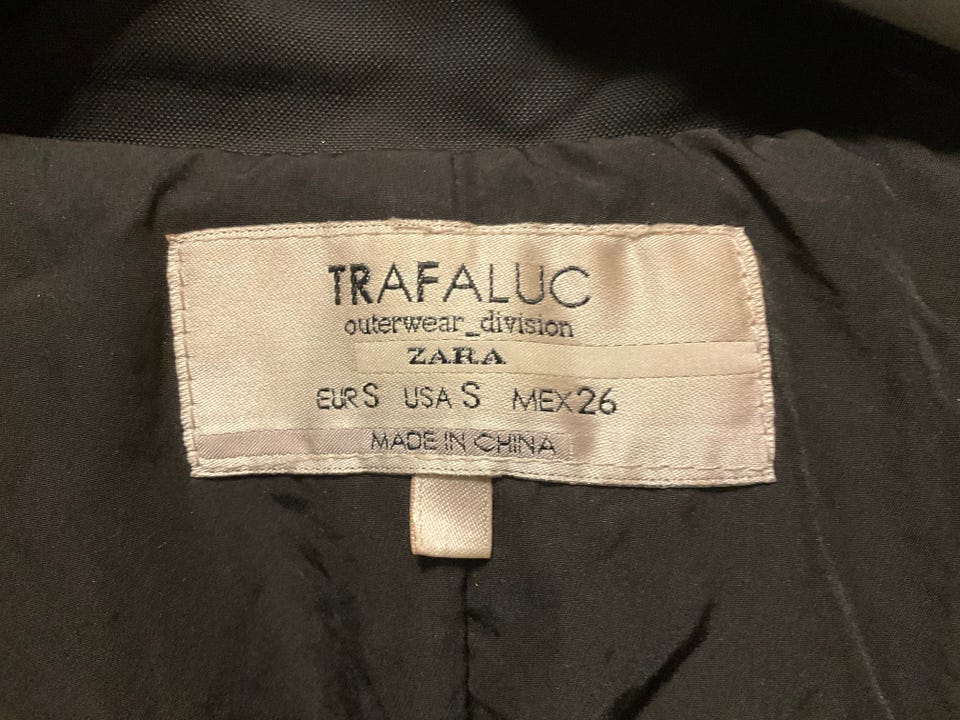 TRAFALUC
outerwear_division
ZARA
EUR S USA S MEX 26
MADE IN CHINA